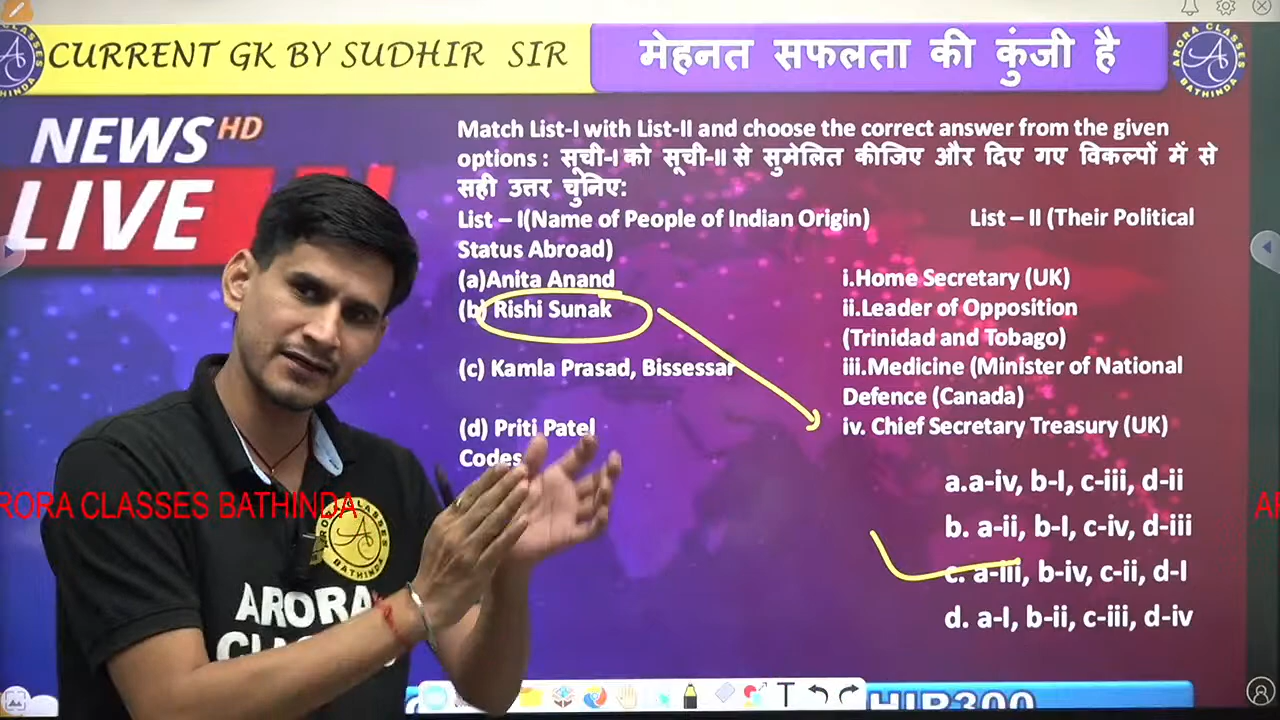 CURRENT GK BY SUDHIR SIR
मेहनत सफलता की कुंजी है
ARORA CLASSES
BATHINDA
NEWS HD
LIVE
Match List-I with List-II and choose the correct answer from the given
options : सूची-I को सूची-II से सुमेलित कीजिए और दिए गए विकल्पों में से
सही उत्तर चुनिए:
List – I(Name of People of Indian Origin) List – II (Their Political
Status Abroad)
(a)Anita Anand i.Home Secretary (UK)
(b) Rishi Sunak ii.Leader of Opposition
(Trinidad and Tobago)
(c) Kamla Prasad, Bissessar iii.Medicine (Minister of National
Defence (Canada)
(d) Priti Patel iv. Chief Secretary Treasury (UK)
Codes
a.a-iv, b-I, c-iii, d-ii
b. a-ii, b-I, c-iv, d-iii
c. a-iii, b-iv, c-ii, d-I
d. a-I, b-ii, c-iii, d-iv
RORA CLASSES BATHINDA
AC
BATHINDA
ARORA
HIR300